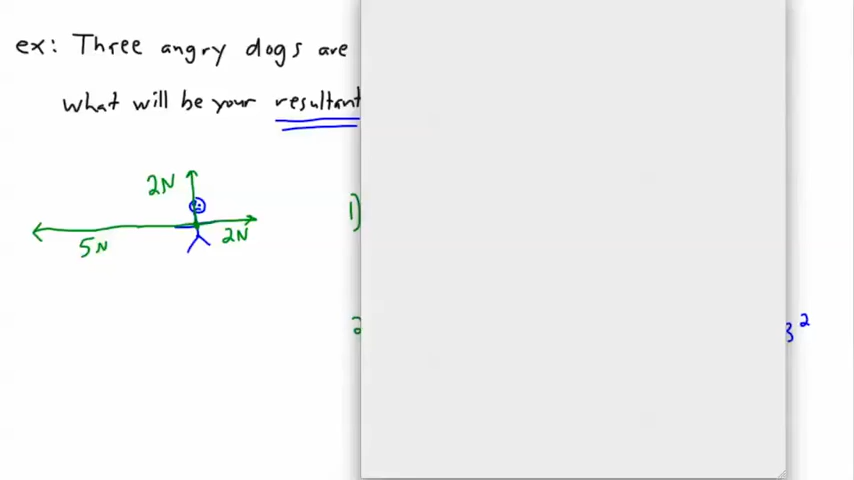 ex: Three angry dogs are
what will be your resultant
2N
1)
5N
2N
2
3²